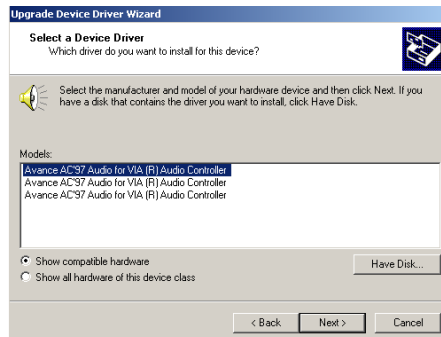 Upgrade Device Driver Wizard
Select a Device Driver
Which driver do you want to install for this device?
Select the manufacturer and model of your hardware device and then click Next. If you
have a disk that contains the driver you want to install, click Have Disk.
Models:
Avance AC'97 Audio for VIA (R) Audio Controller
Avance AC'97 Audio for VIA (R) Audio Controller
Avance AC'97 Audio for VIA (R) Audio Controller
Show compatible hardware
Have Disk...
Show all hardware of this device class
< Back
Next >
Cancel